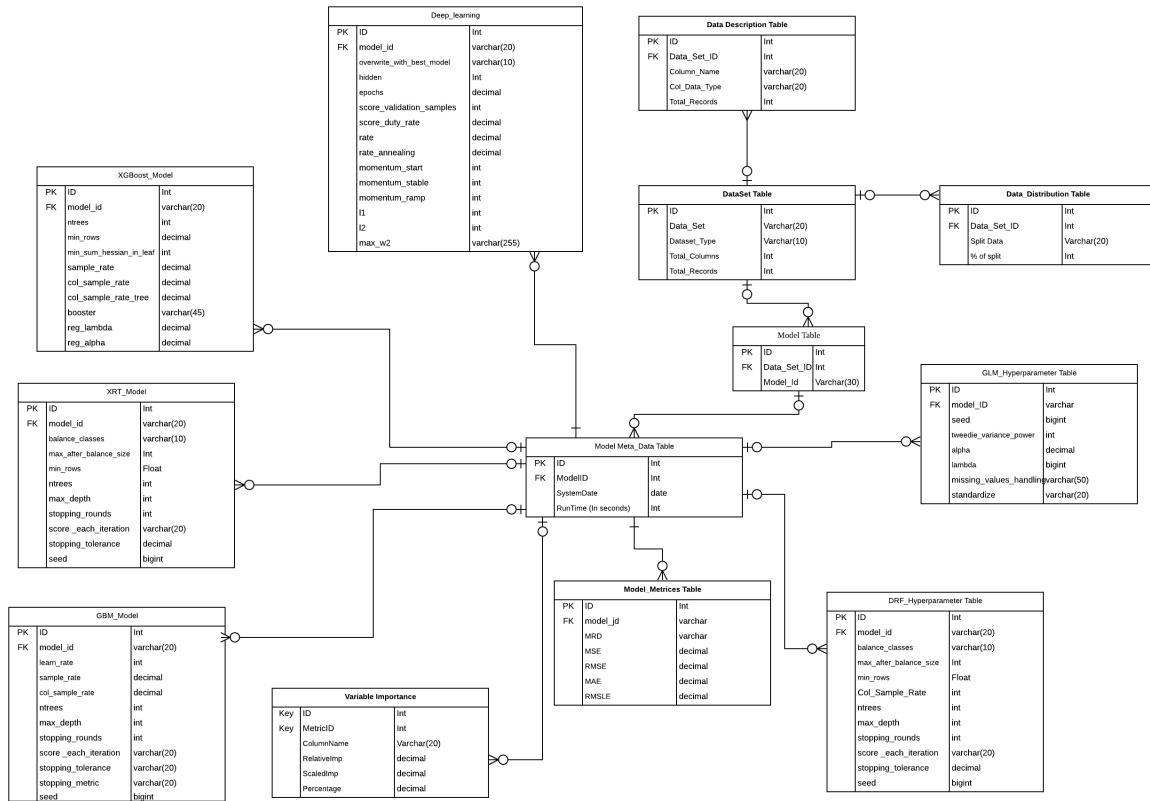 Deep_learning
PK ID Int
FK model_id varchar(20)
overwrite_with_best_model varchar(10)
hidden Int
epochs decimal
score_validation_samples int
score_duty_rate decimal
rate decimal
rate_annealing decimal
momentum_start int
momentum_stable int
momentum_ramp int
l1 int
l2 int
max_w2 varchar(255)
Data Description Table
PK ID Int
FK Data_Set_ID Int
Column_Name varchar(20)
Col_Data_Type varchar(20)
Total_Records Int
XGBoost_Model
PK ID Int
FK model_id varchar(20)
ntrees int
min_rows decimal
min_sum_hessian_in_leaf int
sample_rate decimal
col_sample_rate decimal
col_sample_rate_tree decimal
booster varchar(45)
reg_lambda decimal
reg_alpha decimal
DataSet Table
PK ID Int
Data_Set Varchar(20)
Dataset_Type Varchar(10)
Total_Columns Int
Total_Records Int
Data_Distribution Table
PK ID Int
FK Data_Set_ID Int
Split Data Varchar(20)
% of split Int
Model Table
PK ID Int
FK Data_Set_ID Int
Model_Id Varchar(30)
GLM_Hyperparameter Table
PK ID Int
FK model_ID varchar
seed bigint
tweedie_variance_power int
alpha decimal
lambda bigint
missing_values_handling varchar(50)
standardize varchar(20)
XRT_Model
PK ID Int
FK model_id varchar(20)
balance_classes varchar(10)
max_after_balance_size Int
min_rows Float
ntrees int
max_depth int
stopping_rounds int
score _each_iteration varchar(20)
stopping_tolerance decimal
seed bigint
Model Meta_Data Table
PK ID Int
FK ModelID Int
SystemDate date
RunTime (In seconds) Int
Model_Metrices Table
PK ID Int
FK model_jd varchar
MRD varchar
MSE decimal
RMSE decimal
MAE decimal
RMSLE decimal
DRF_Hyperparameter Table
PK ID Int
FK model_id varchar(20)
balance_classes varchar(10)
max_after_balance_size Int
min_rows Float
Col_Sample_Rate int
ntrees int
max_depth int
stopping_rounds int
score _each_iteration varchar(20)
stopping_tolerance decimal
seed bigint
GBM_Model
PK ID Int
FK model_id varchar(20)
learn_rate int
sample_rate decimal
col_sample_rate decimal
ntrees int
max_depth int
stopping_rounds int
score _each_iteration varchar(20)
stopping_tolerance varchar(20)
stopping_metric varchar(20)
seed bigint
Variable Importance
Key ID Int
Key MetricID Int
ColumnName Varchar(20)
RelativeImp decimal
ScaledImp decimal
Percentage decimal